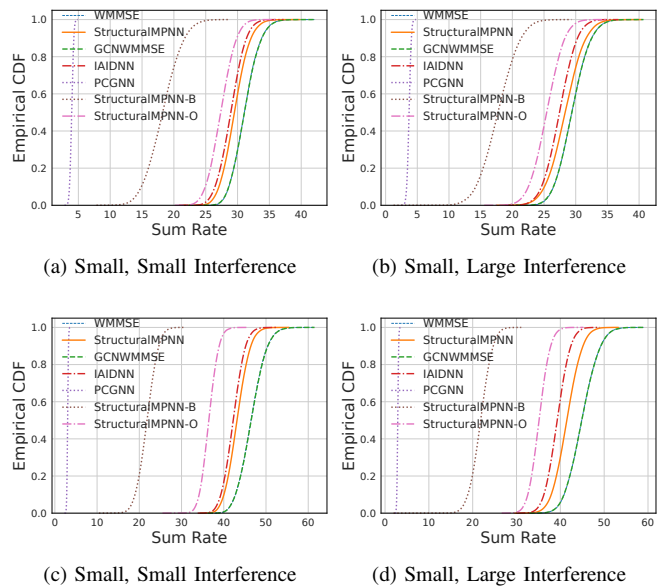 WMMSE
StructuralMPNN
GCNWMMSE
IAIDNN
PCGNN
StructuralMPNN-B
StructuralMPNN-O
Empirical CDF
1.0
0.8
0.6
0.4
0.2
0.0
5 10 15 20 25 30 35 40
Sum Rate
(a) Small, Small Interference
WMMSE
StructuralMPNN
GCNWMMSE
IAIDNN
PCGNN
StructuralMPNN-B
StructuralMPNN-O
Empirical CDF
1.0
0.8
0.6
0.4
0.2
0.0
0 5 10 15 20 25 30 35 40
Sum Rate
(b) Small, Large Interference
WMMSE
StructuralMPNN
GCNWMMSE
IAIDNN
PCGNN
StructuralMPNN-B
StructuralMPNN-O
Empirical CDF
1.0
0.8
0.6
0.4
0.2
0.0
0 10 20 30 40 50 60
Sum Rate
(c) Small, Small Interference
WMMSE
StructuralMPNN
GCNWMMSE
IAIDNN
PCGNN
StructuralMPNN-B
StructuralMPNN-O
Empirical CDF
1.0
0.8
0.6
0.4
0.2
0.0
0 10 20 30 40 50 60
Sum Rate
(d) Small, Large Interference